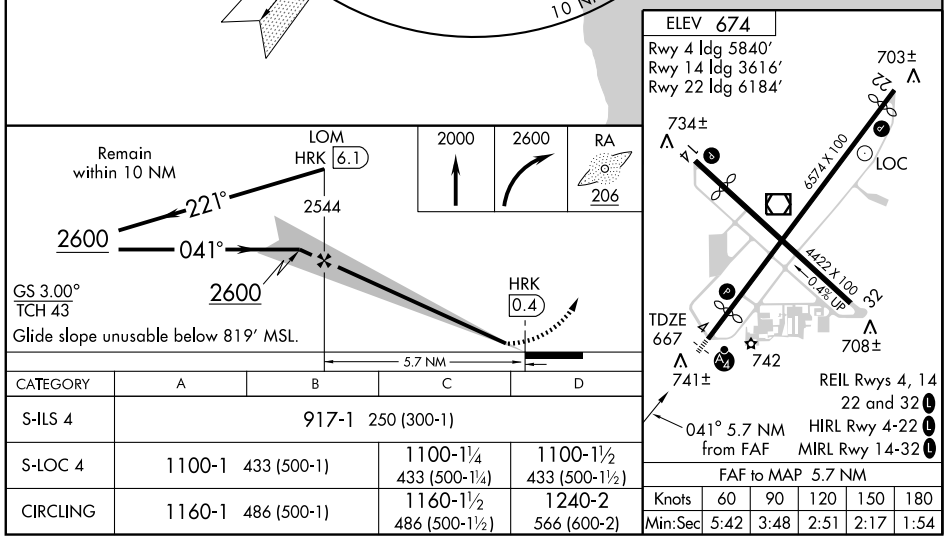 10 N
ELEV 674
Rwy 4 ldg 5840'
Rwy 14 ldg 3616'
Rwy 22 ldg 6184'
703±
22
734±
14
P
P
LOC
6574 X 100
4422 X 100
0.4% UP
32
P
TDZE
667
4
A4
742
708±
741±
REIL Rwys 4, 14
22 and 32 L
HIRL Rwy 4-22 L
MIRL Rwy 14-32 L
041° 5.7 NM
from FAF
Remain
within 10 NM
LOM
HRK 6.1
2544
2000
2600
RA
206
221°
2600
041°
2600
GS 3.00°
TCH 43
HRK
0.4
Glide slope unusable below 819' MSL.
5.7 NM
CATEGORY A B C D
S-ILS 4 917-1 250 (300-1)
S-LOC 4 1100-1 433 (500-1) 1100-1¼ 433 (500-1¼) 1100-1½ 433 (500-1½)
CIRCLING 1160-1 486 (500-1) 1160-1½ 486 (500-1½) 1240-2 566 (600-2)
FAF to MAP 5.7 NM
Knots 60 90 120 150 180
Min:Sec 5:42 3:48 2:51 2:17 1:54